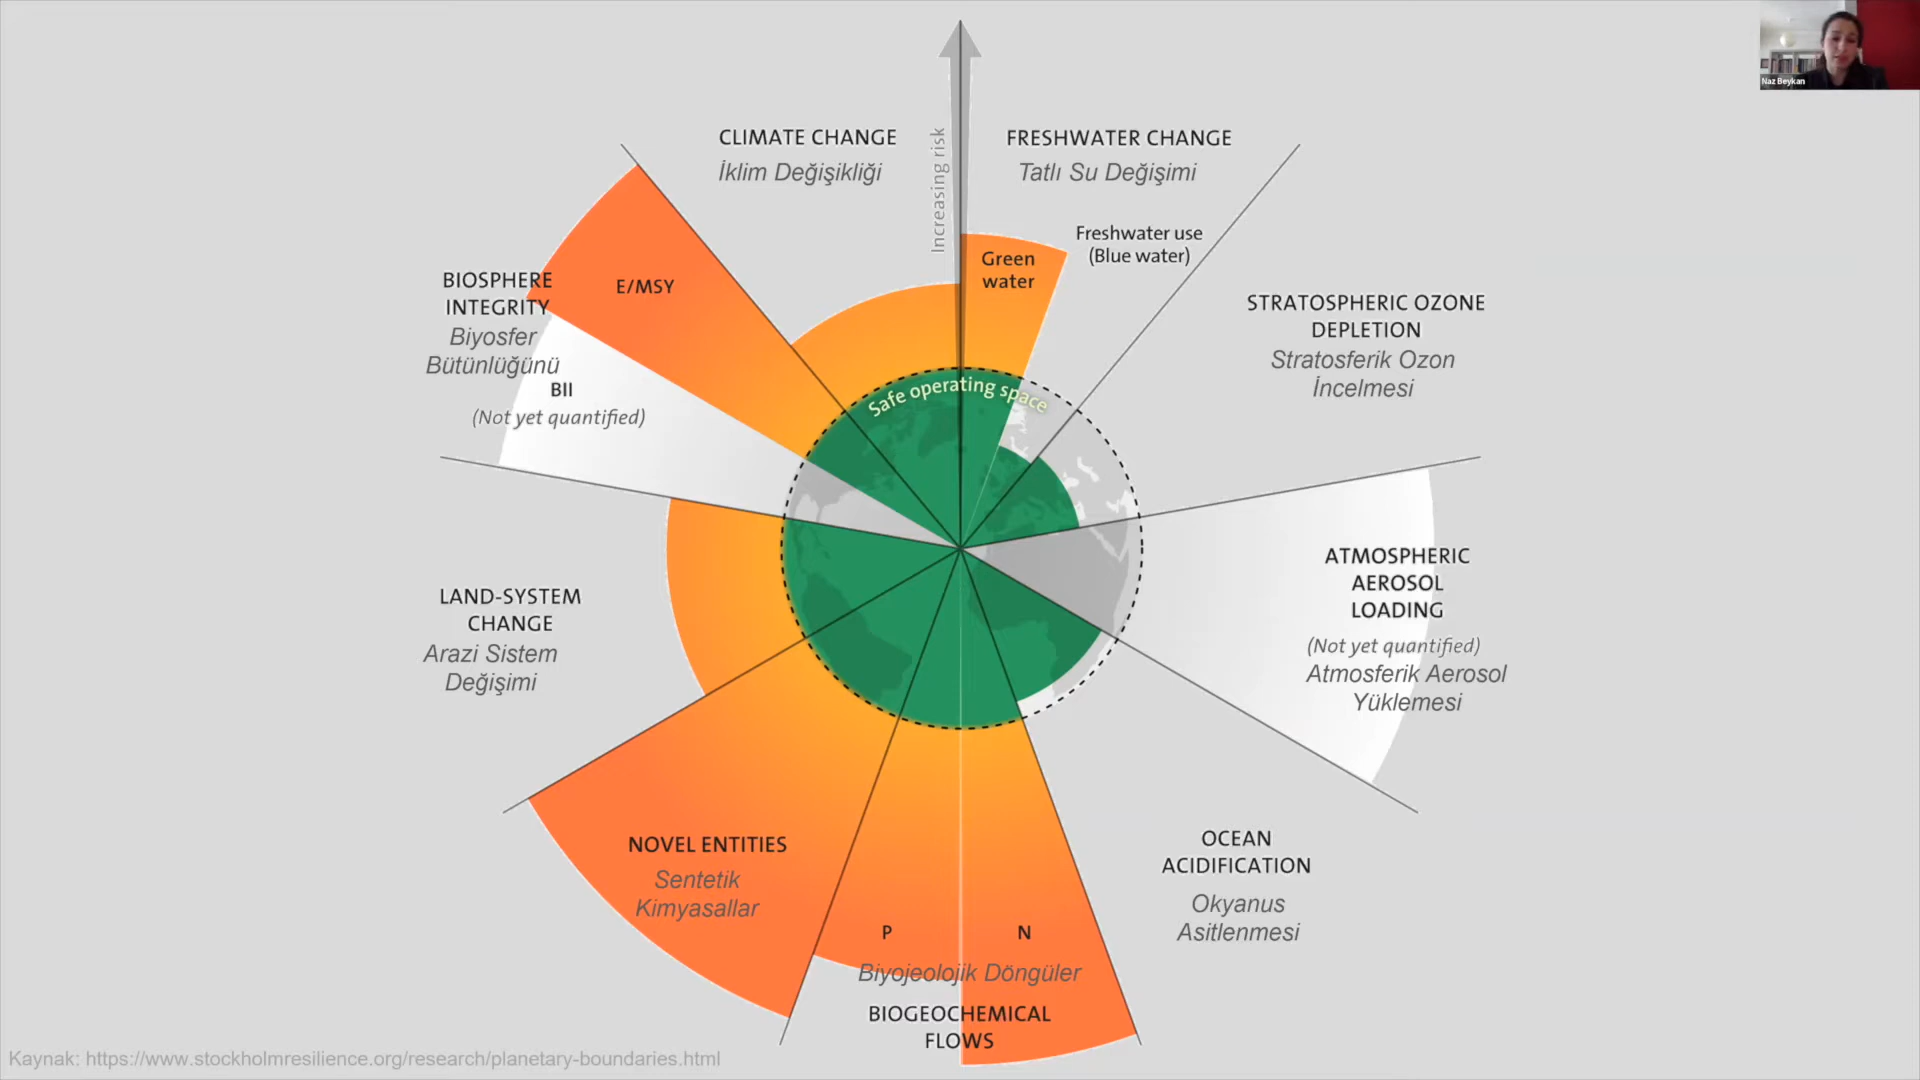 Naz Beykan
CLIMATE CHANGE
İklim Değişikliği
Increasing risk
FRESHWATER CHANGE
Tatlı Su Değişimi
Freshwater use
(Blue water)
Green
water
E/MSY
BIOSPHERE
INTEGRITY
Biyosfer
Bütünlüğünü
BII
(Not yet quantified)
STRATOSPHERIC OZONE
DEPLETION
Stratosferik Ozon
İncelmesi
Safe operating space
ATMOSPHERIC
AEROSOL
LOADING
(Not yet quantified)
Atmosferik Aerosol
Yüklemesi
LAND-SYSTEM
CHANGE
Arazi Sistem
Değişimi
NOVEL ENTITIES
Sentetik
Kimyasallar
OCEAN
ACIDIFICATION
Okyanus
Asitlenmesi
P
N
Biyojeolojik Döngüler
BIOGEOCHEMICAL
FLOWS
Kaynak: https://www.stockholmresilience.org/research/planetary-boundaries.html